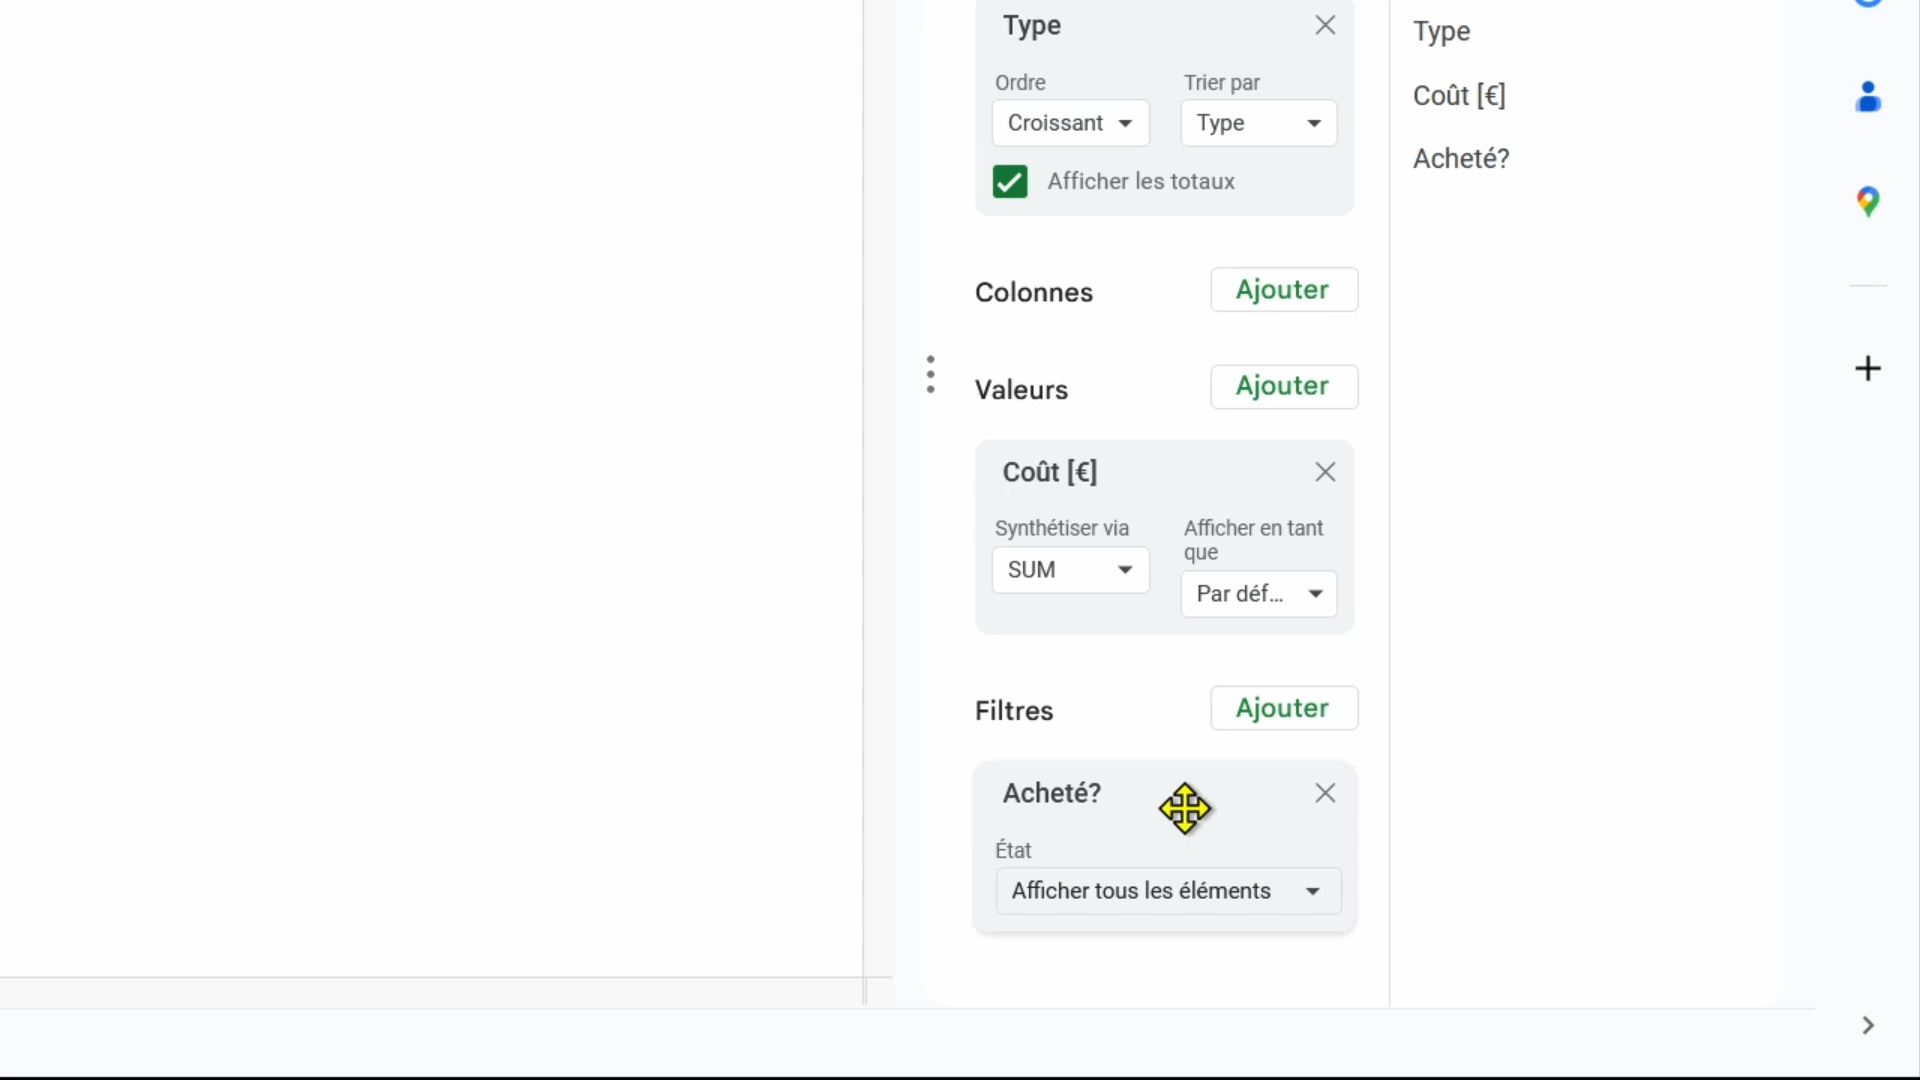 Type
Ordre
Trier par
Croissant
Type
Afficher les totaux
Colonnes
Ajouter
Valeurs
Ajouter
Coût [€]
Synthétiser via
Afficher en tant
que
SUM
Par déf...
Filtres
Ajouter
Acheté?
État
Afficher tous les éléments
Type
Coût [€]
Acheté?